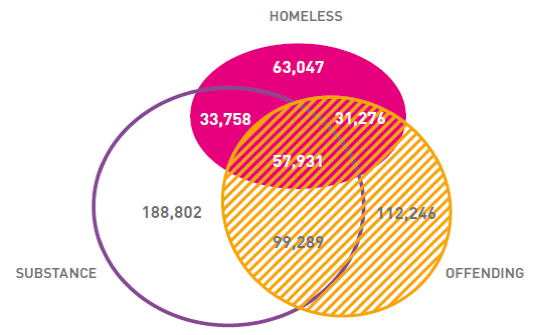 HOMELESS
63,047
33,758
31,276
57,931
188,802
112,246
99,289
SUBSTANCE
OFFENDING